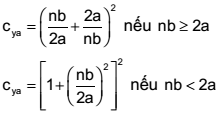 c_ya = (nb/2a + 2a/nb)² nếu nb ≥ 2a
c_ya = [1+(nb/2a)²]² nếu nb < 2a